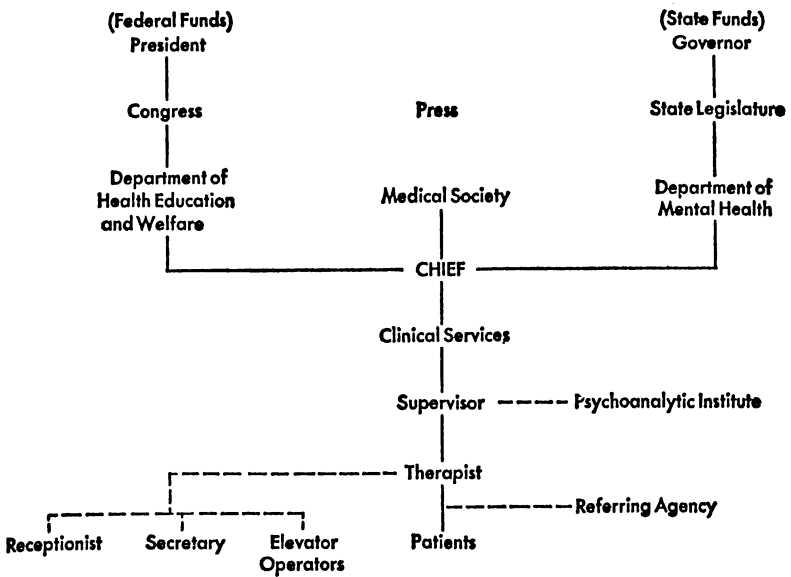 (Federal Funds)
President
(State Funds)
Governor
Congress
Press
State Legislature
Department of
Health Education
and Welfare
Medical Society
Department of
Mental Health
CHIEF
Clinical Services
Supervisor
Psychoanalytic Institute
Therapist
Referring Agency
Receptionist
Secretary
Elevator
Operators
Patients